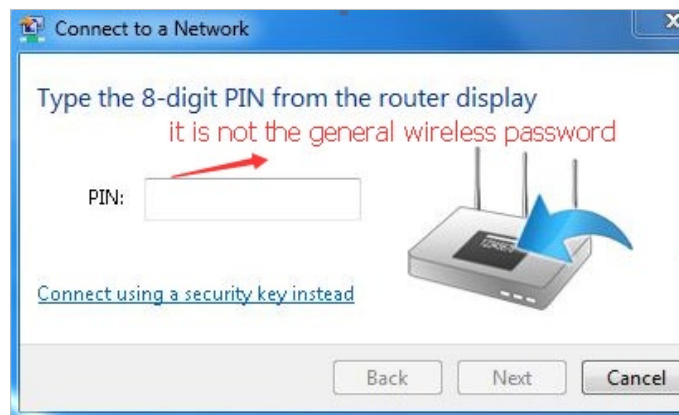 Connect to a Network
X
Type the 8-digit PIN from the router display
it is not the general wireless password
PIN:
12345670
Connect using a security key instead
Back
Next
Cancel